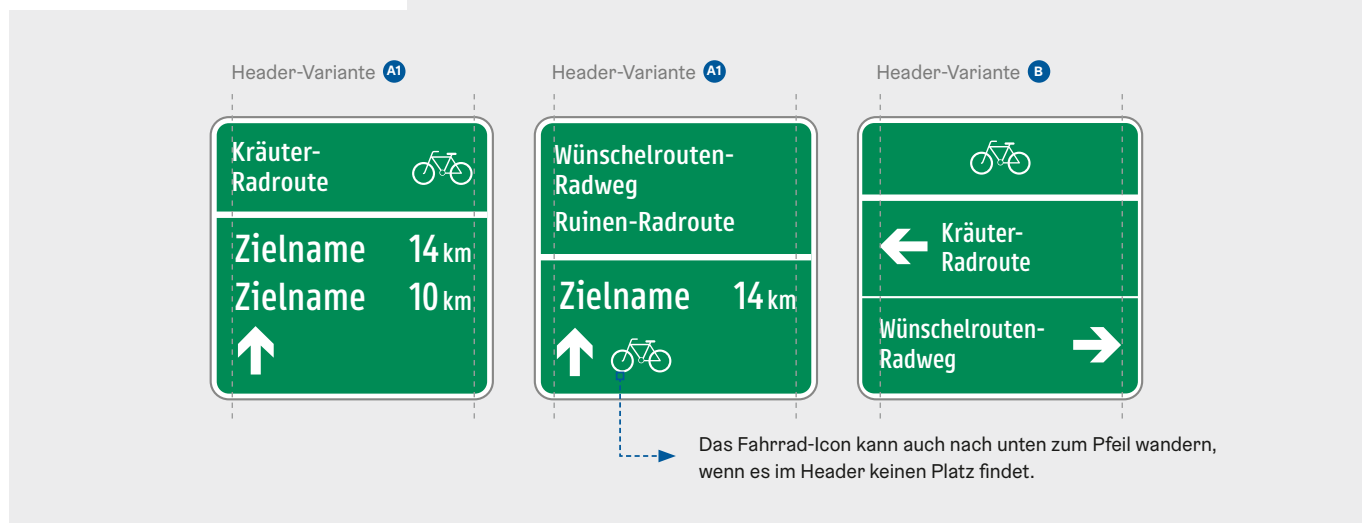 Header-Variante A1
Kräuter-
Radroute
Zielname 14 km
Zielname 10 km
Header-Variante A1
Wünschelrouten-
Radweg
Ruinen-Radroute
Zielname 14 km
Header-Variante B
Kräuter-
Radroute
Wünschelrouten-
Radweg
Das Fahrrad-Icon kann auch nach unten zum Pfeil wandern,
wenn es im Header keinen Platz findet.